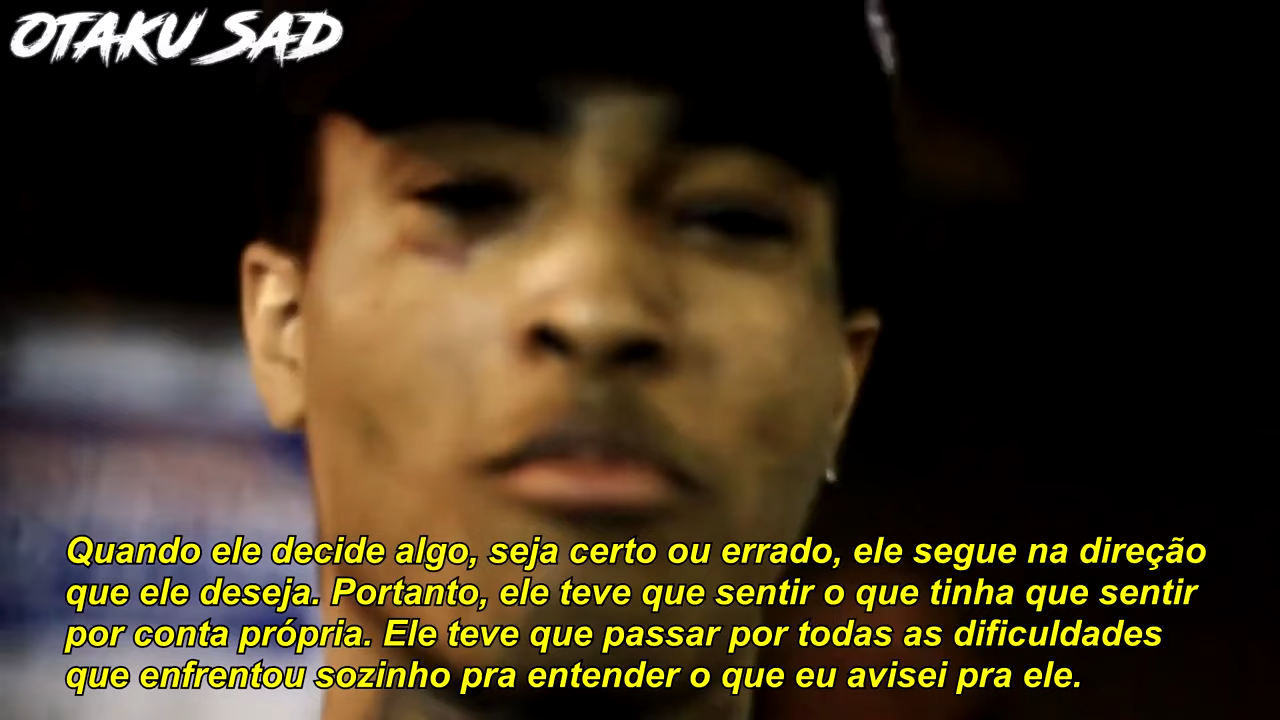 OTAKU SAD
Quando ele decide algo, seja certo ou errado, ele segue na direção
que ele deseja. Portanto, ele teve que sentir o que tinha que sentir
por conta própria. Ele teve que passar por todas as dificuldades
que enfrentou sozinho pra entender o que eu avisei pra ele.